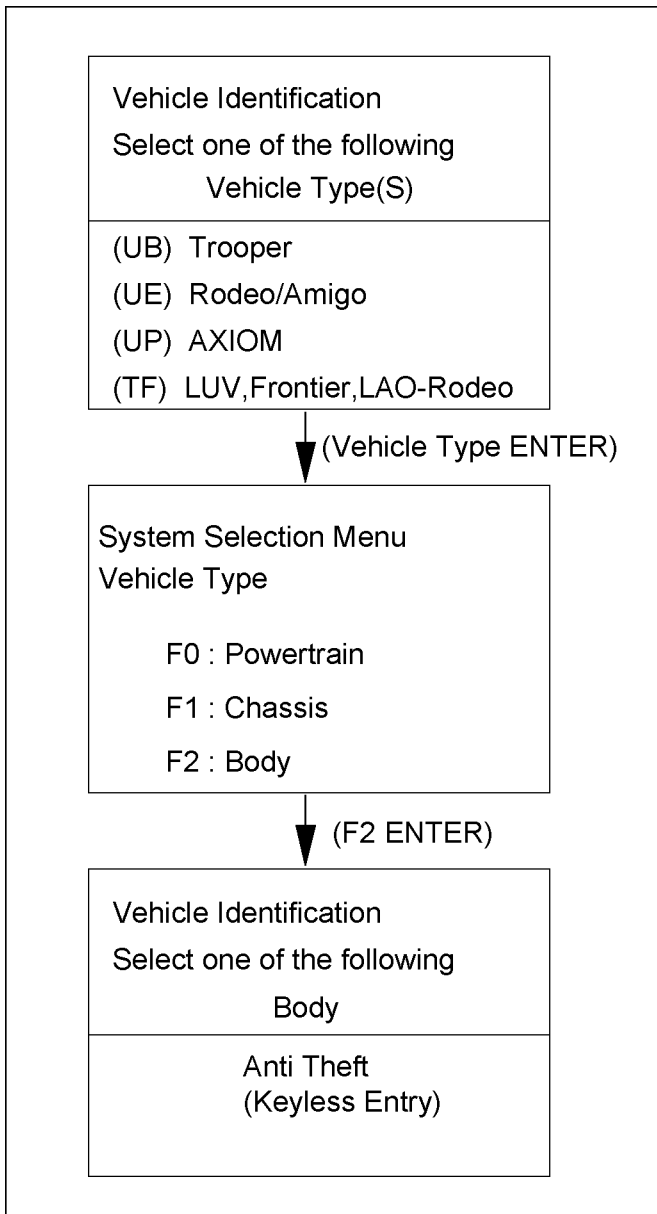 Vehicle Identification
Select one of the following
Vehicle Type(S)
(UB) Trooper
(UE) Rodeo/Amigo
(UP) AXIOM
(TF) LUV,Frontier,LAO-Rodeo
(Vehicle Type ENTER)
System Selection Menu
Vehicle Type
F0 : Powertrain
F1 : Chassis
F2 : Body
(F2 ENTER)
Vehicle Identification
Select one of the following
Body
Anti Theft
(Keyless Entry)